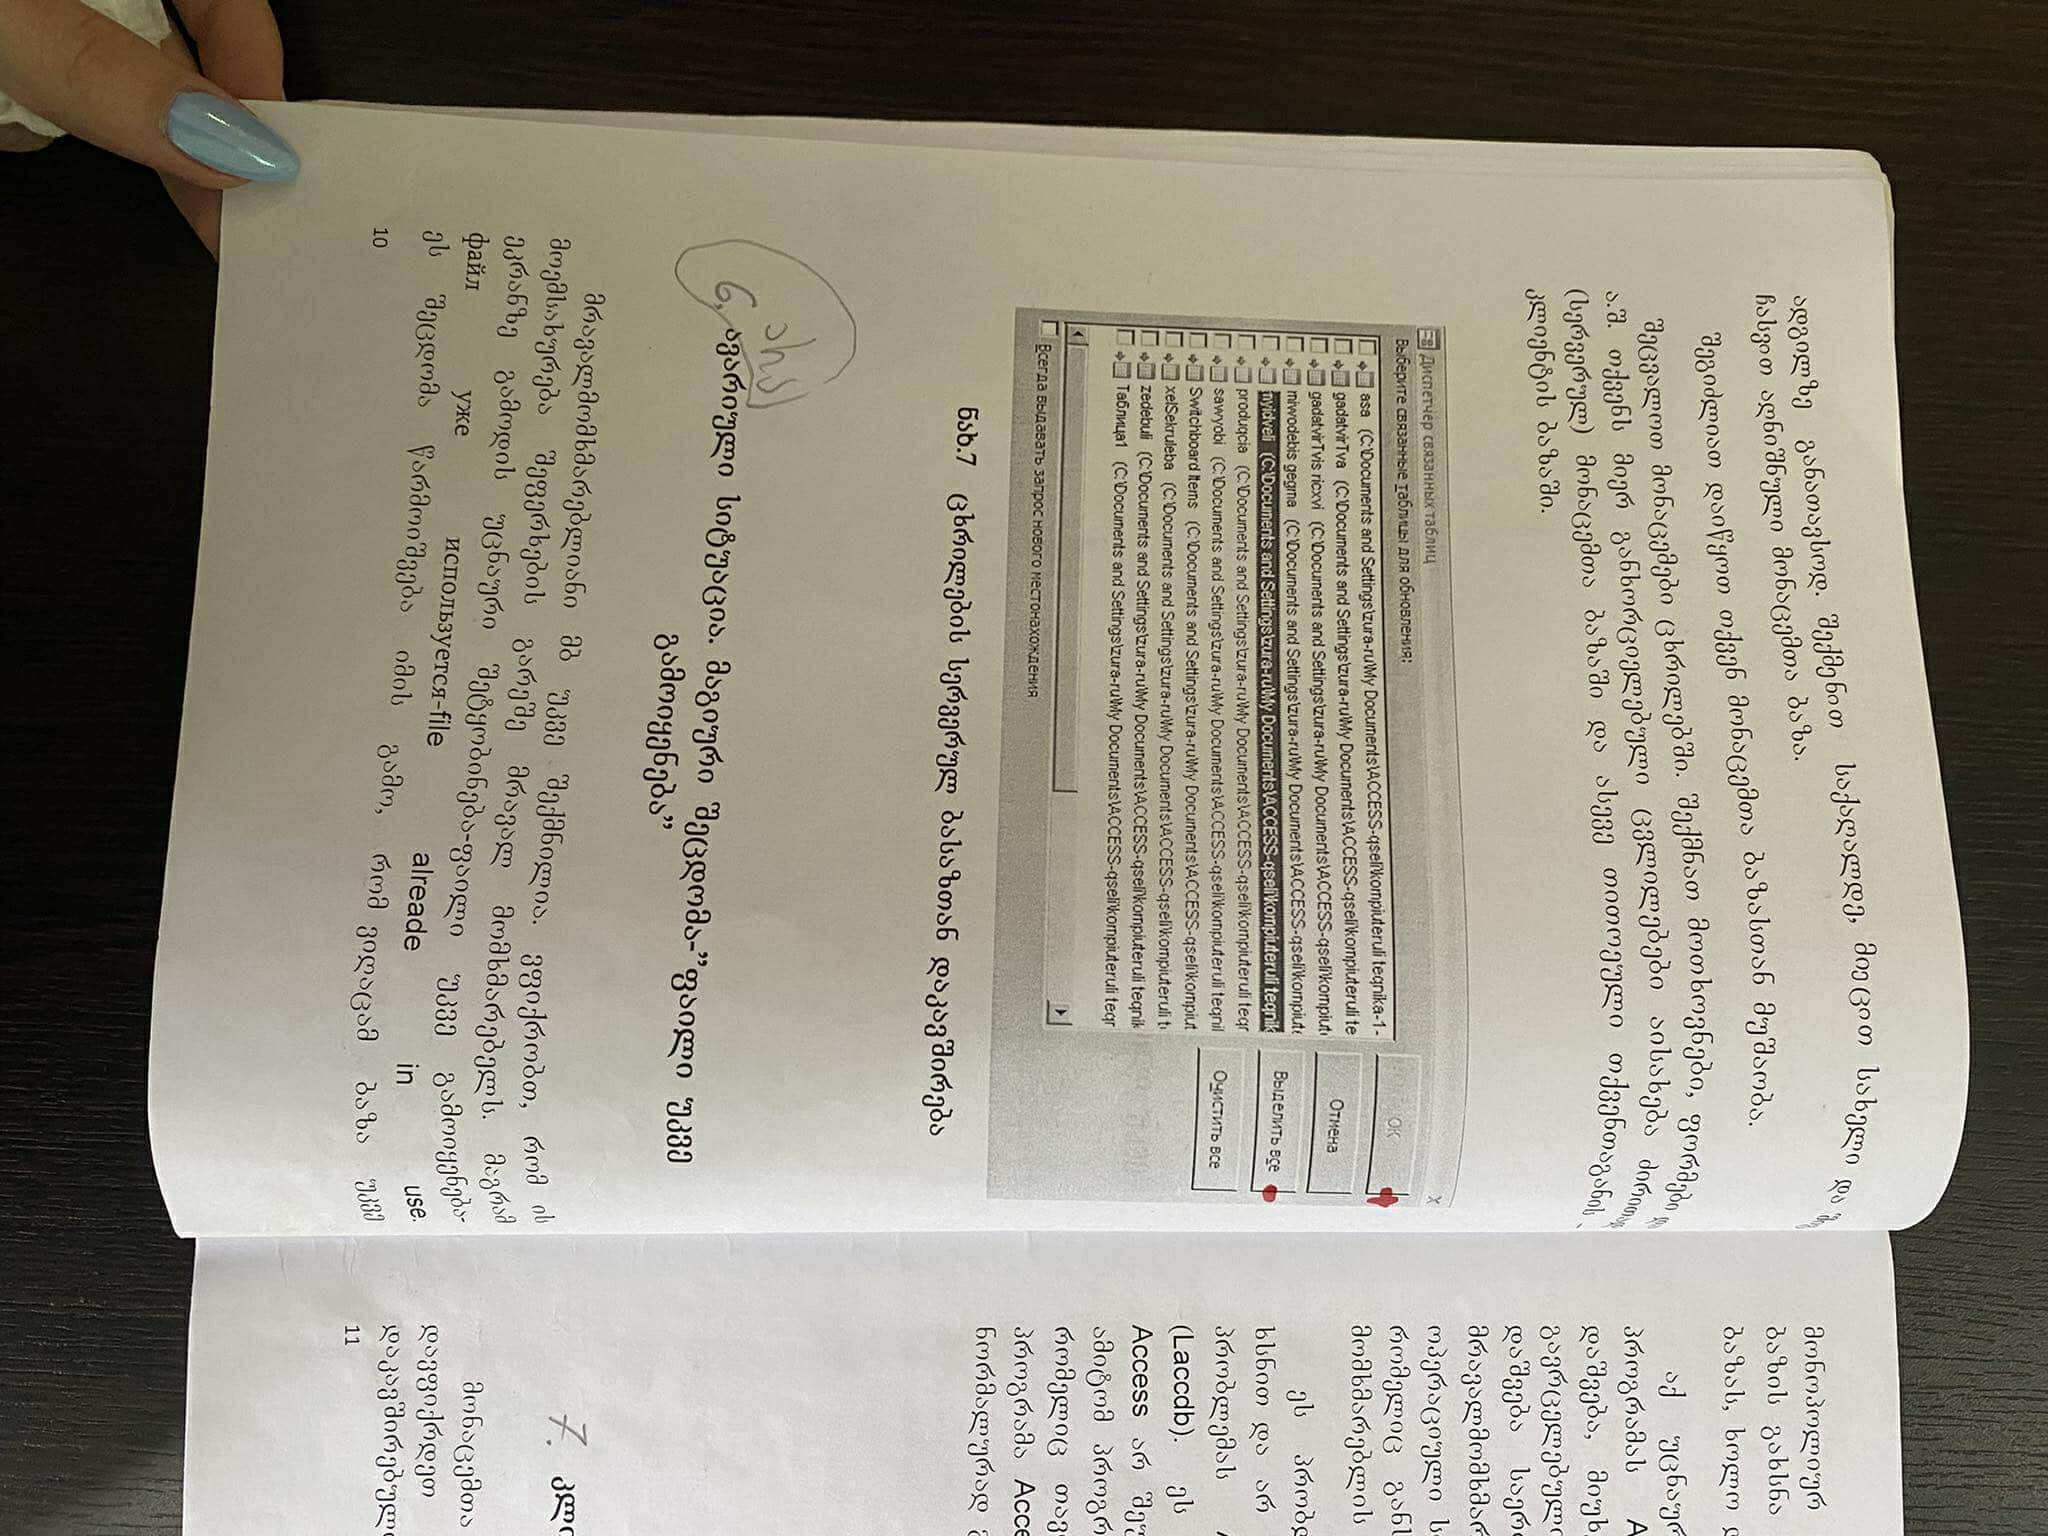 ადგილზე განათავსოდ. შექმენით საქაღალდე, მიეცით სახელი და
ჩასვით აღნიშნული მონაცემთა ბაზა.
შეგიძლიათ დაიწყოთ თქვენ მონაცემთა ბაზასთან მუშაობა.
შეცვალოთ მონაცემები ცხრილებში. შექმნათ მოთხოვნები, ფორმები და
ა.შ. თქვენს მიერ განხორციელებული ცვლილებები აისახება ძირითად
(სერვერულ) მონაცემთა ბაზაში და ასევე თითოეული თქვენთაგანის -
კლიენტის ბაზაში.
Диспетчер связанных таблиц X
Выберите связанные таблицы для обновления:
OK
asa (C:\Documents and Settings\zura-ru\My Documents\ACCESS-qseli\kompiuteruli teqnika-1-
gadatvirTva (C:\Documents and Settings\zura-ru\My Documents\ACCESS-qseli\kompiuteruli te
Отмена
gadatvirTvis ricxvi (C:\Documents and Settings\zura-ru\My Documents\ACCESS-qseli\kompiut
miwodebis gegma (C:\Documents and Settings\zura-ru\My Documents\ACCESS-qseli\kompiute
myidveli (C:\Documents and Settings\zura-ru\My Documents\ACCESS-qseli\kompiuteruli teqnik
Выделить все
produqcia (C:\Documents and Settings\zura-ru\My Documents\ACCESS-qseli\kompiuteruli teqr
sawyobi (C:\Documents and Settings\zura-ru\My Documents\ACCESS-qseli\kompiuteruli teqnil
Очистить все
Switchboard Items (C:\Documents and Settings\zura-ru\My Documents\ACCESS-qseli\kompiut
xelSekruleba (C:\Documents and Settings\zura-ru\My Documents\ACCESS-qseli\kompiuteruli t
zedebuli (C:\Documents and Settings\zura-ru\My Documents\ACCESS-qseli\kompiuteruli teqnik
Таблица1 (C:\Documents and Settings\zura-ru\My Documents\ACCESS-qseli\kompiuteruli teqr
Всегда выдавать запрос нового местонахождения
ნახ.7 ცხრილების სერვერულ ბასაზთან დაკავშირება
ახა
6, ავარიული სიტუაცია. მაგიური შეცდომა-”ფაილი უკვე
გამოიყენება”
მრავალმომხმარებლიანი მბ უკვე შექმნილია. ვფიქრობთ, რომ ის
მოემსახურება შეფერხების გარეშე მრავალ მომხმარებელს. მაგრამ
ეკრანზე გამოდის უცნაური შეტყობინება-ფაილი უკვე გამოიყენება-
файл уже используется-file alreade in use.
ეს შეცდომა წარმოიშვება იმის გამო, რომ ვიღაცამ ბაზა უკვე
10
მონოპოლიურ
ბაზის გახსნა
ბაზას, ხოლო
აქ უცნაურ
პროგრამას A
დაშვება, მიუხ
გავრცელებული
დაშვება საერ
მრავალმომხმარ
ოპერაციული ს
რომელიც განს
მომხმარებლის
ეს პრობ
ხსნით და არ
პრობლემას
(Laccdb). ეს
Access არ შეუ
ამიტომ პროგრ
რომელიც თავ
პროგრამა Acce
ნორმალურად
7. კლი
მონაცემთა
დავფიქრდეთ
დაკავშირებულ
11